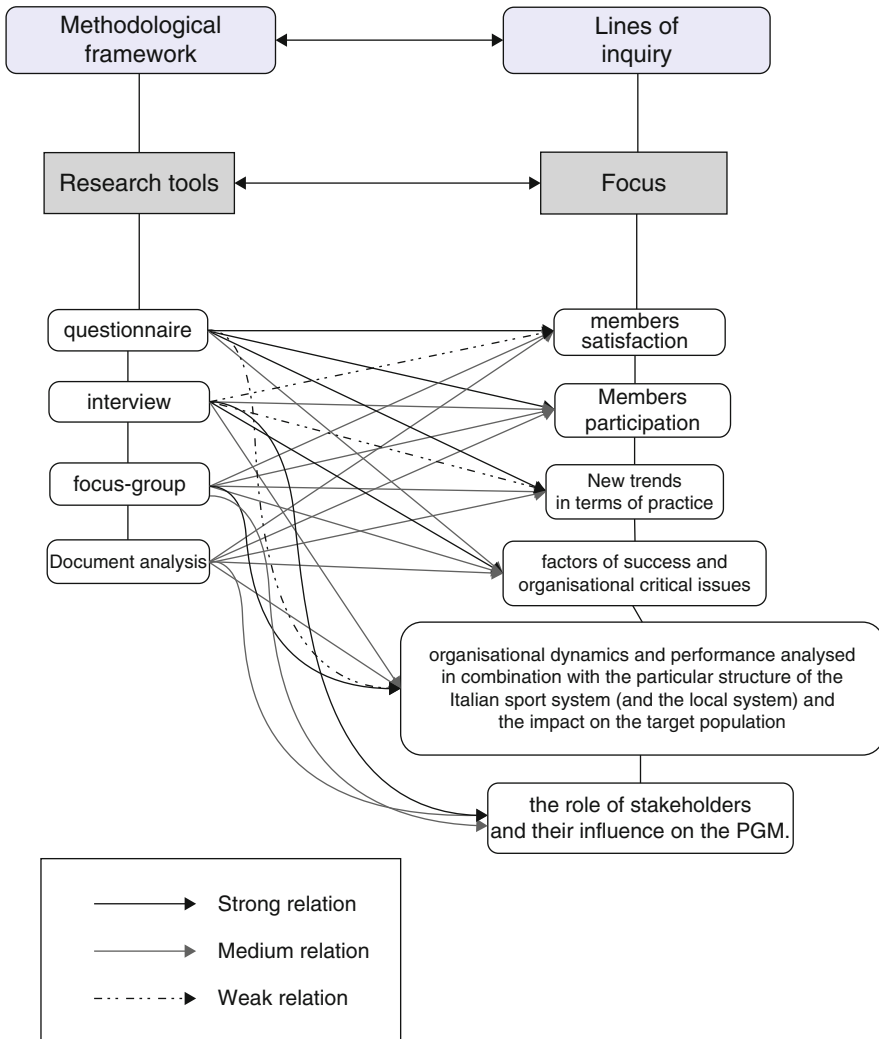 Methodological
framework
Lines of
inquiry
Research tools
Focus
questionnaire
interview
focus-group
Document analysis
members
satisfaction
Members
participation
New trends
in terms of practice
factors of success and
organisational critical issues
organisational dynamics and performance analysed
in combination with the particular structure of the
Italian sport system (and the local system) and
the impact on the target population
the role of stakeholders
and their influence on the PGM.
Strong relation
Medium relation
Weak relation